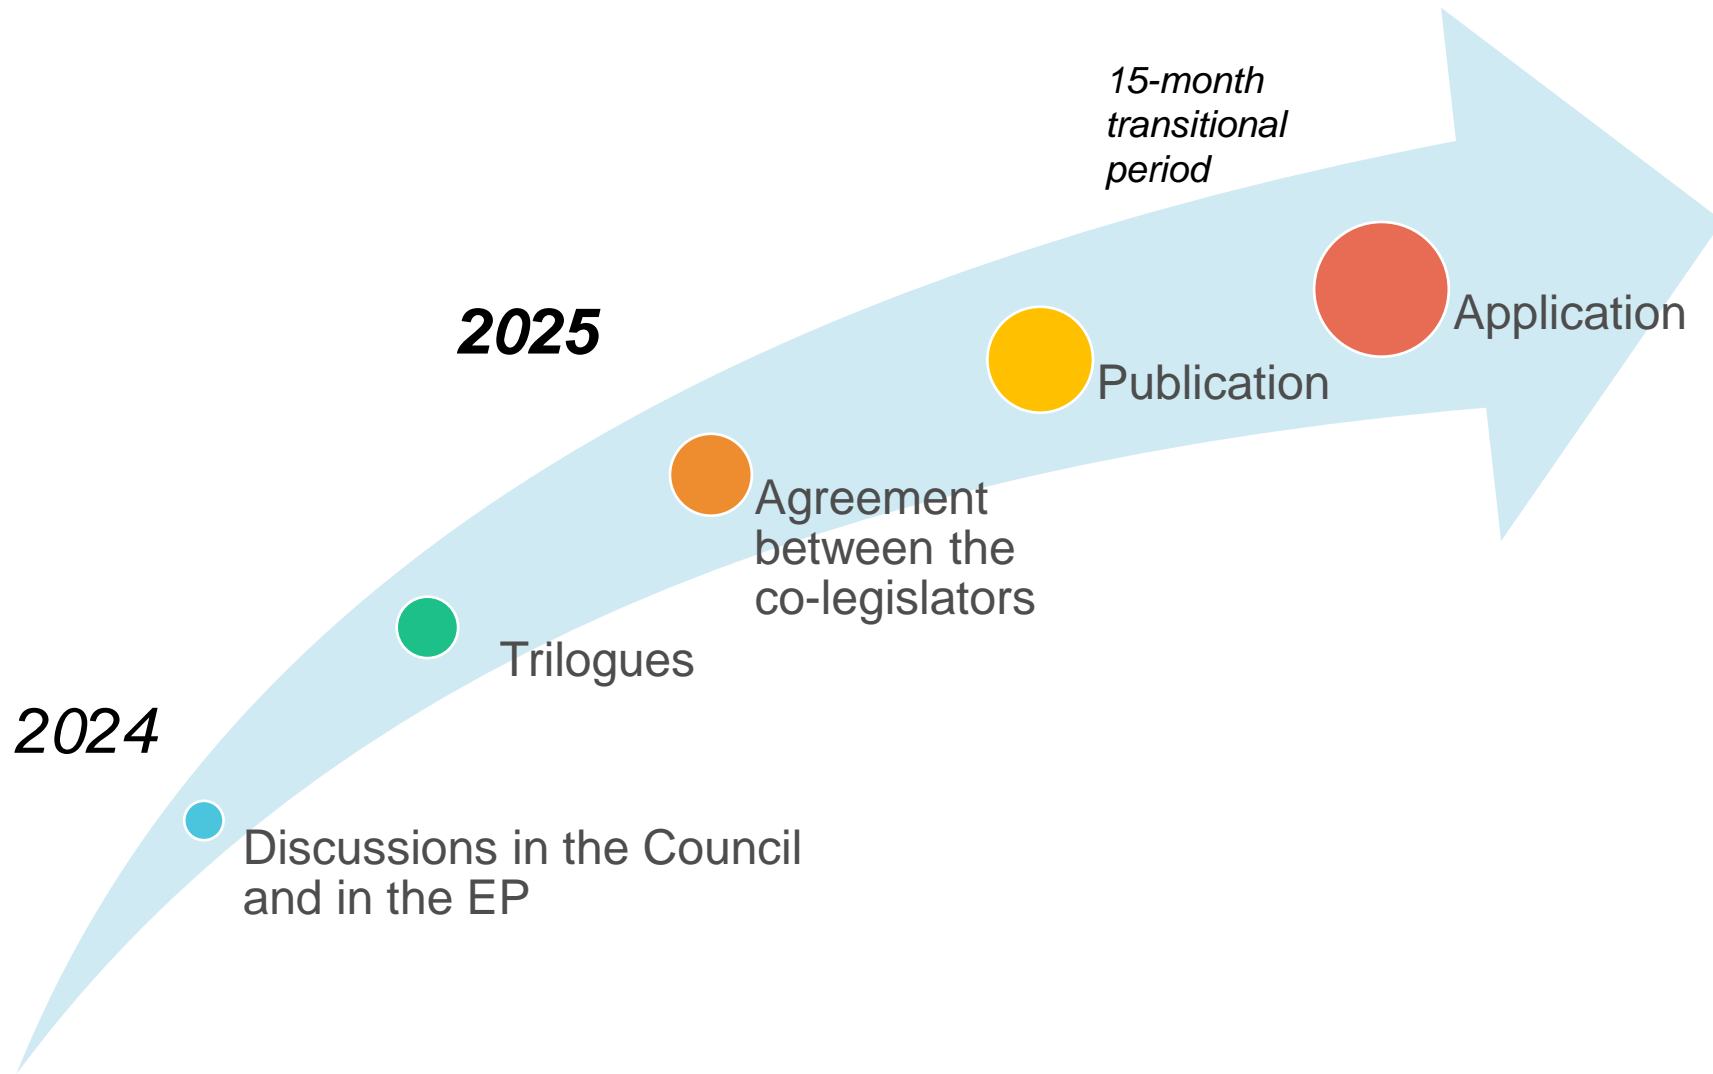 15-month
transitional
period
Application
2025
Publication
Agreement
between the
co-legislators
Trilogues
2024
Discussions in the Council
and in the EP